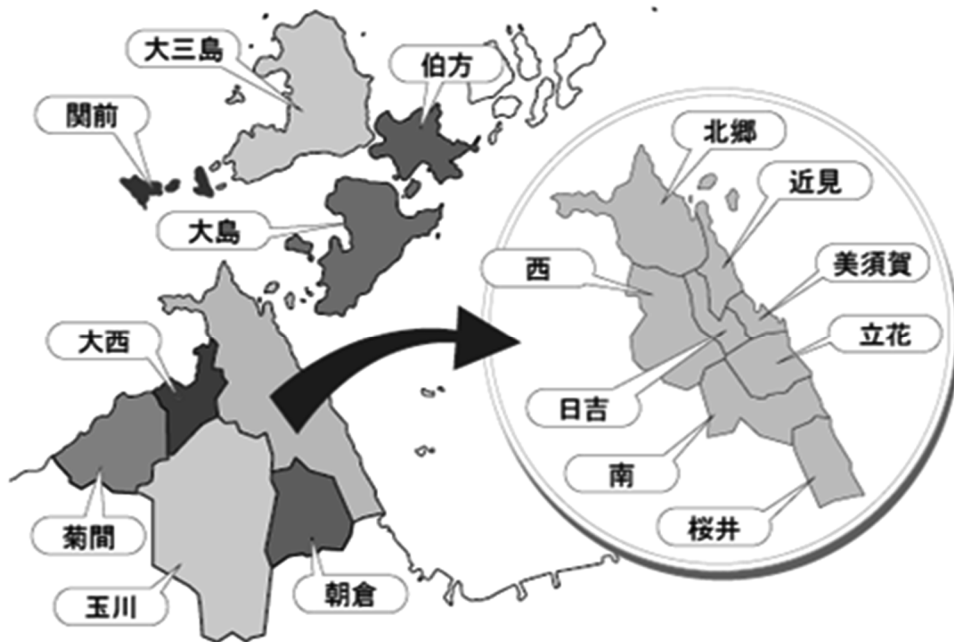 大三島
伯方
関前
大島
大西
菊間
玉川
朝倉
北郷
近見
西
美須賀
立花
日吉
南
桜井